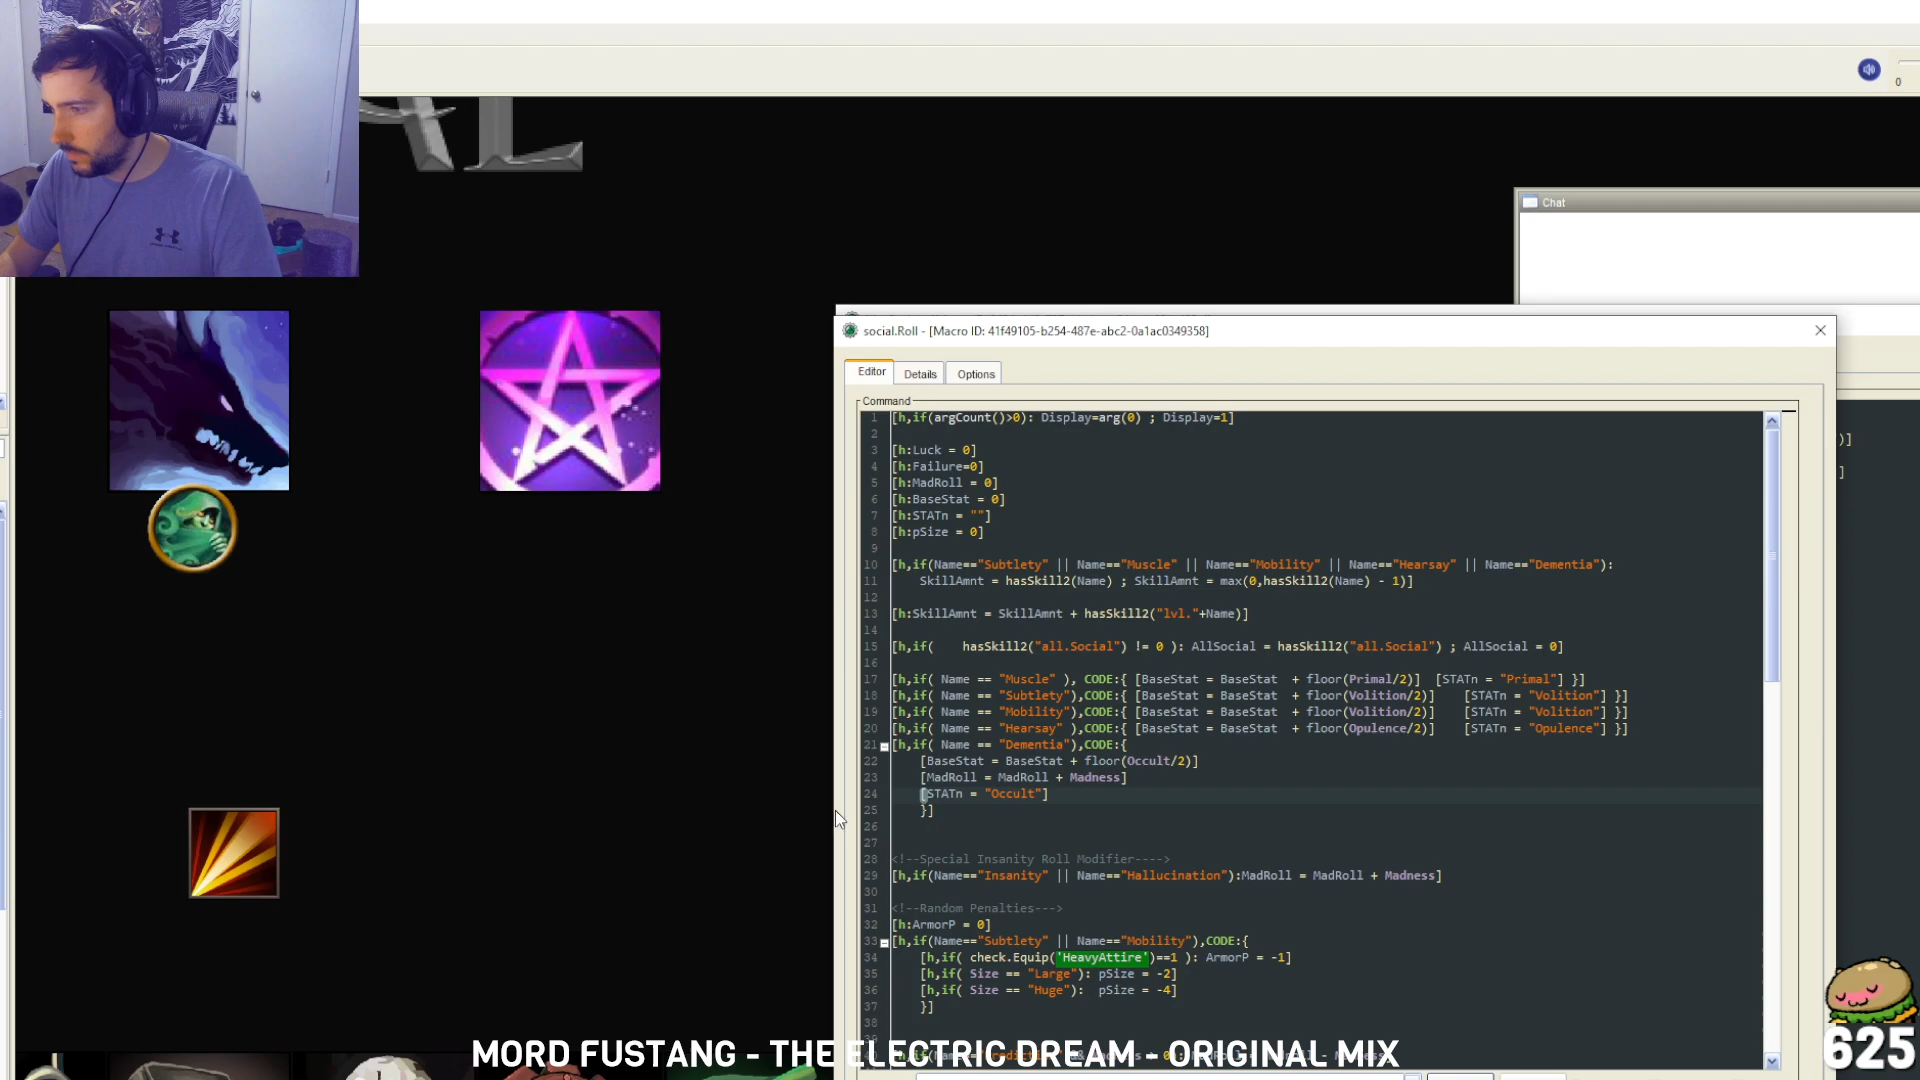 0
Chat
social.Roll - [Macro ID: 41f49105-b254-487e-abc2-0a1ac0349358]
Editor Details Options
Command
1 [h,if(argCount()>0): Display=arg(0) ; Display=1]
2
3 [h:Luck = 0]
4 [h:Failure=0]
5 [h:MadRoll = 0]
6 [h:BaseStat = 0]
7 [h:STATn = ""]
8 [h:pSize = 0]
9
10 [h,if(Name=="Subtlety" || Name=="Muscle" || Name=="Mobility" || Name=="Hearsay" || Name=="Dementia"):
11 SkillAmnt = hasSkill2(Name) ; SkillAmnt = max(0,hasSkill2(Name) - 1)]
12
13 [h:SkillAmnt = SkillAmnt + hasSkill2("lvl."+Name)]
14
15 [h,if( hasSkill2("all.Social") != 0 ): AllSocial = hasSkill2("all.Social") ; AllSocial = 0]
16
17 [h,if( Name == "Muscle" ), CODE:{ [BaseStat = BaseStat + floor(Primal/2)] [STATn = "Primal"] }]
18 [h,if( Name == "Subtlety"),CODE:{ [BaseStat = BaseStat + floor(Volition/2)] [STATn = "Volition"] }]
19 [h,if( Name == "Mobility"),CODE:{ [BaseStat = BaseStat + floor(Volition/2)] [STATn = "Volition"] }]
20 [h,if( Name == "Hearsay" ),CODE:{ [BaseStat = BaseStat + floor(Opulence/2)] [STATn = "Opulence"] }]
21 [h,if( Name == "Dementia"),CODE:{
22 [BaseStat = BaseStat + floor(Occult/2)]
23 [MadRoll = MadRoll + Madness]
24 [STATn = "Occult"]
25 }]
26
27
28 <!--Special Insanity Roll Modifier---->
29 [h,if(Name=="Insanity" || Name=="Hallucination"):MadRoll = MadRoll + Madness]
30
31 <!--Random Penalties--->
32 [h:ArmorP = 0]
33 [h,if(Name=="Subtlety" || Name=="Mobility"),CODE:{
34 [h,if( check.Equip('HeavyAttire')==1 ): ArmorP = -1]
35 [h,if( Size == "Large"): pSize = -2]
36 [h,if( Size == "Huge"): pSize = -4]
37 }]
38
MORD FUSTANG - THE ELECTRIC DREAM - ORIGINAL MIX
625